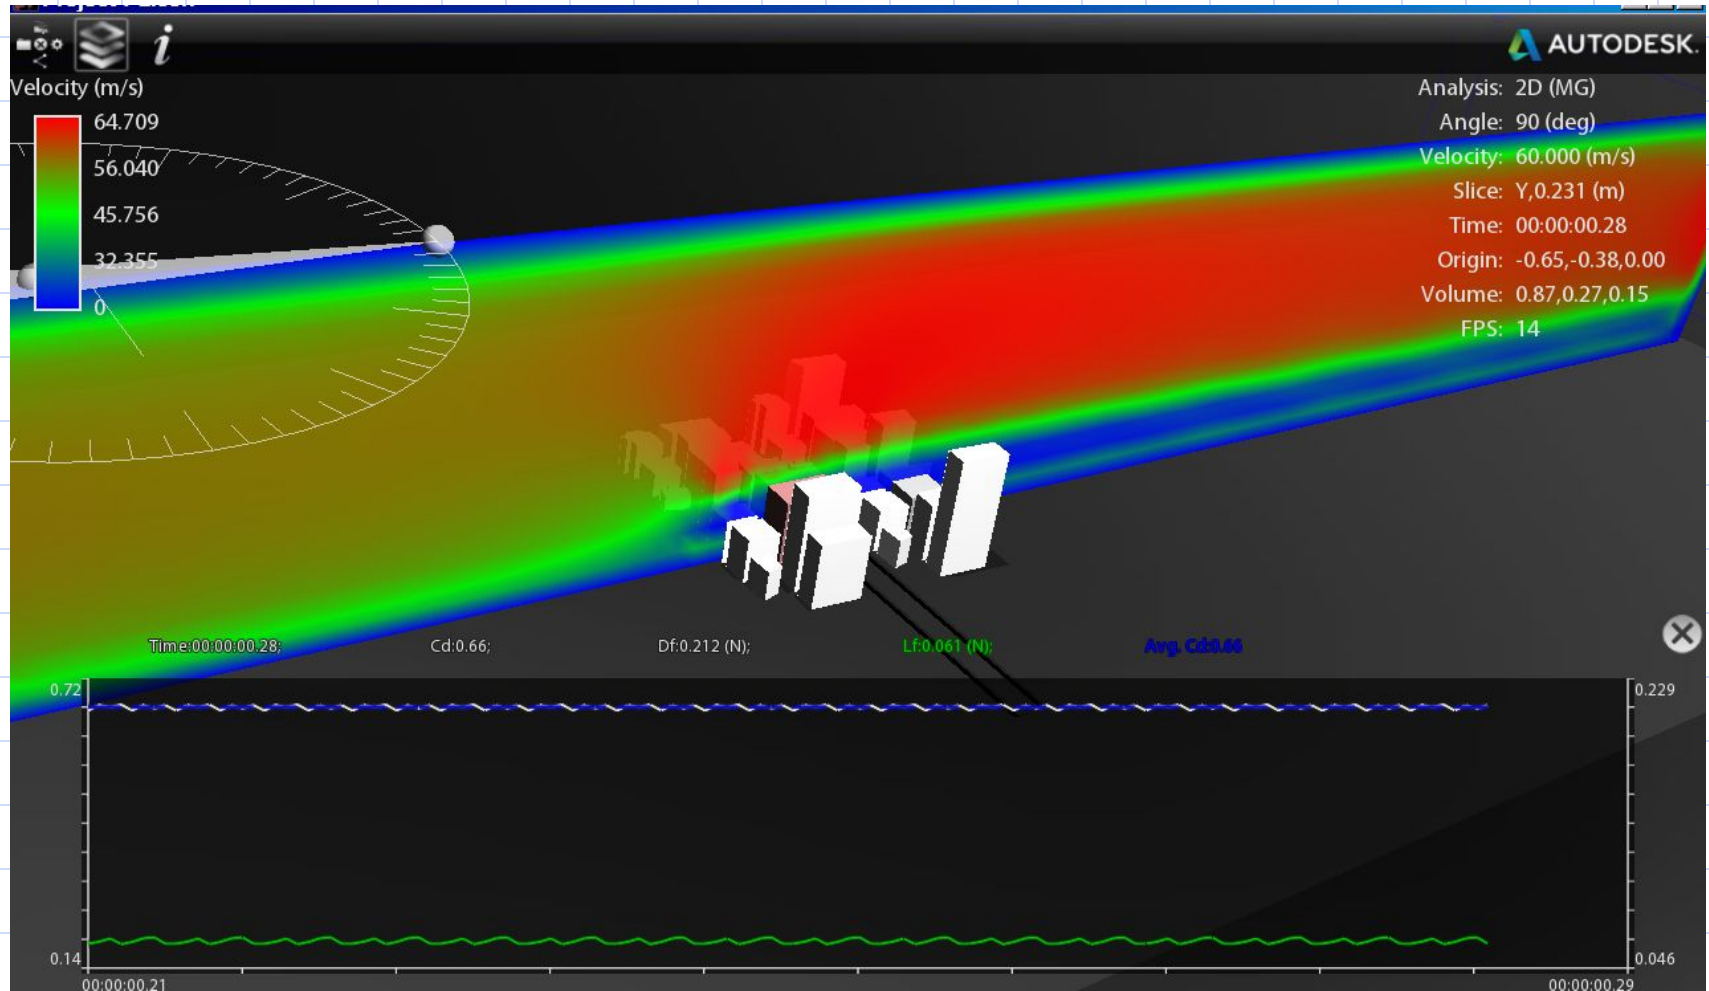 AUTODESK.
Velocity (m/s)
64.709
56.040
45.756
32.355
0
Analysis: 2D (MG)
Angle: 90 (deg)
Velocity: 60.000 (m/s)
Slice: Y,0.231 (m)
Time: 00:00:00.28
Origin: -0.65,-0.38,0.00
Volume: 0.87,0.27,0.15
FPS: 14
Time:00:00:00.28; Cd:0.66; Df:0.212 (N); Lf:0.061 (N); Avg. Cd:0.66
0.72 0.229
0.14 0.046
00:00:00.21 00:00:00.29